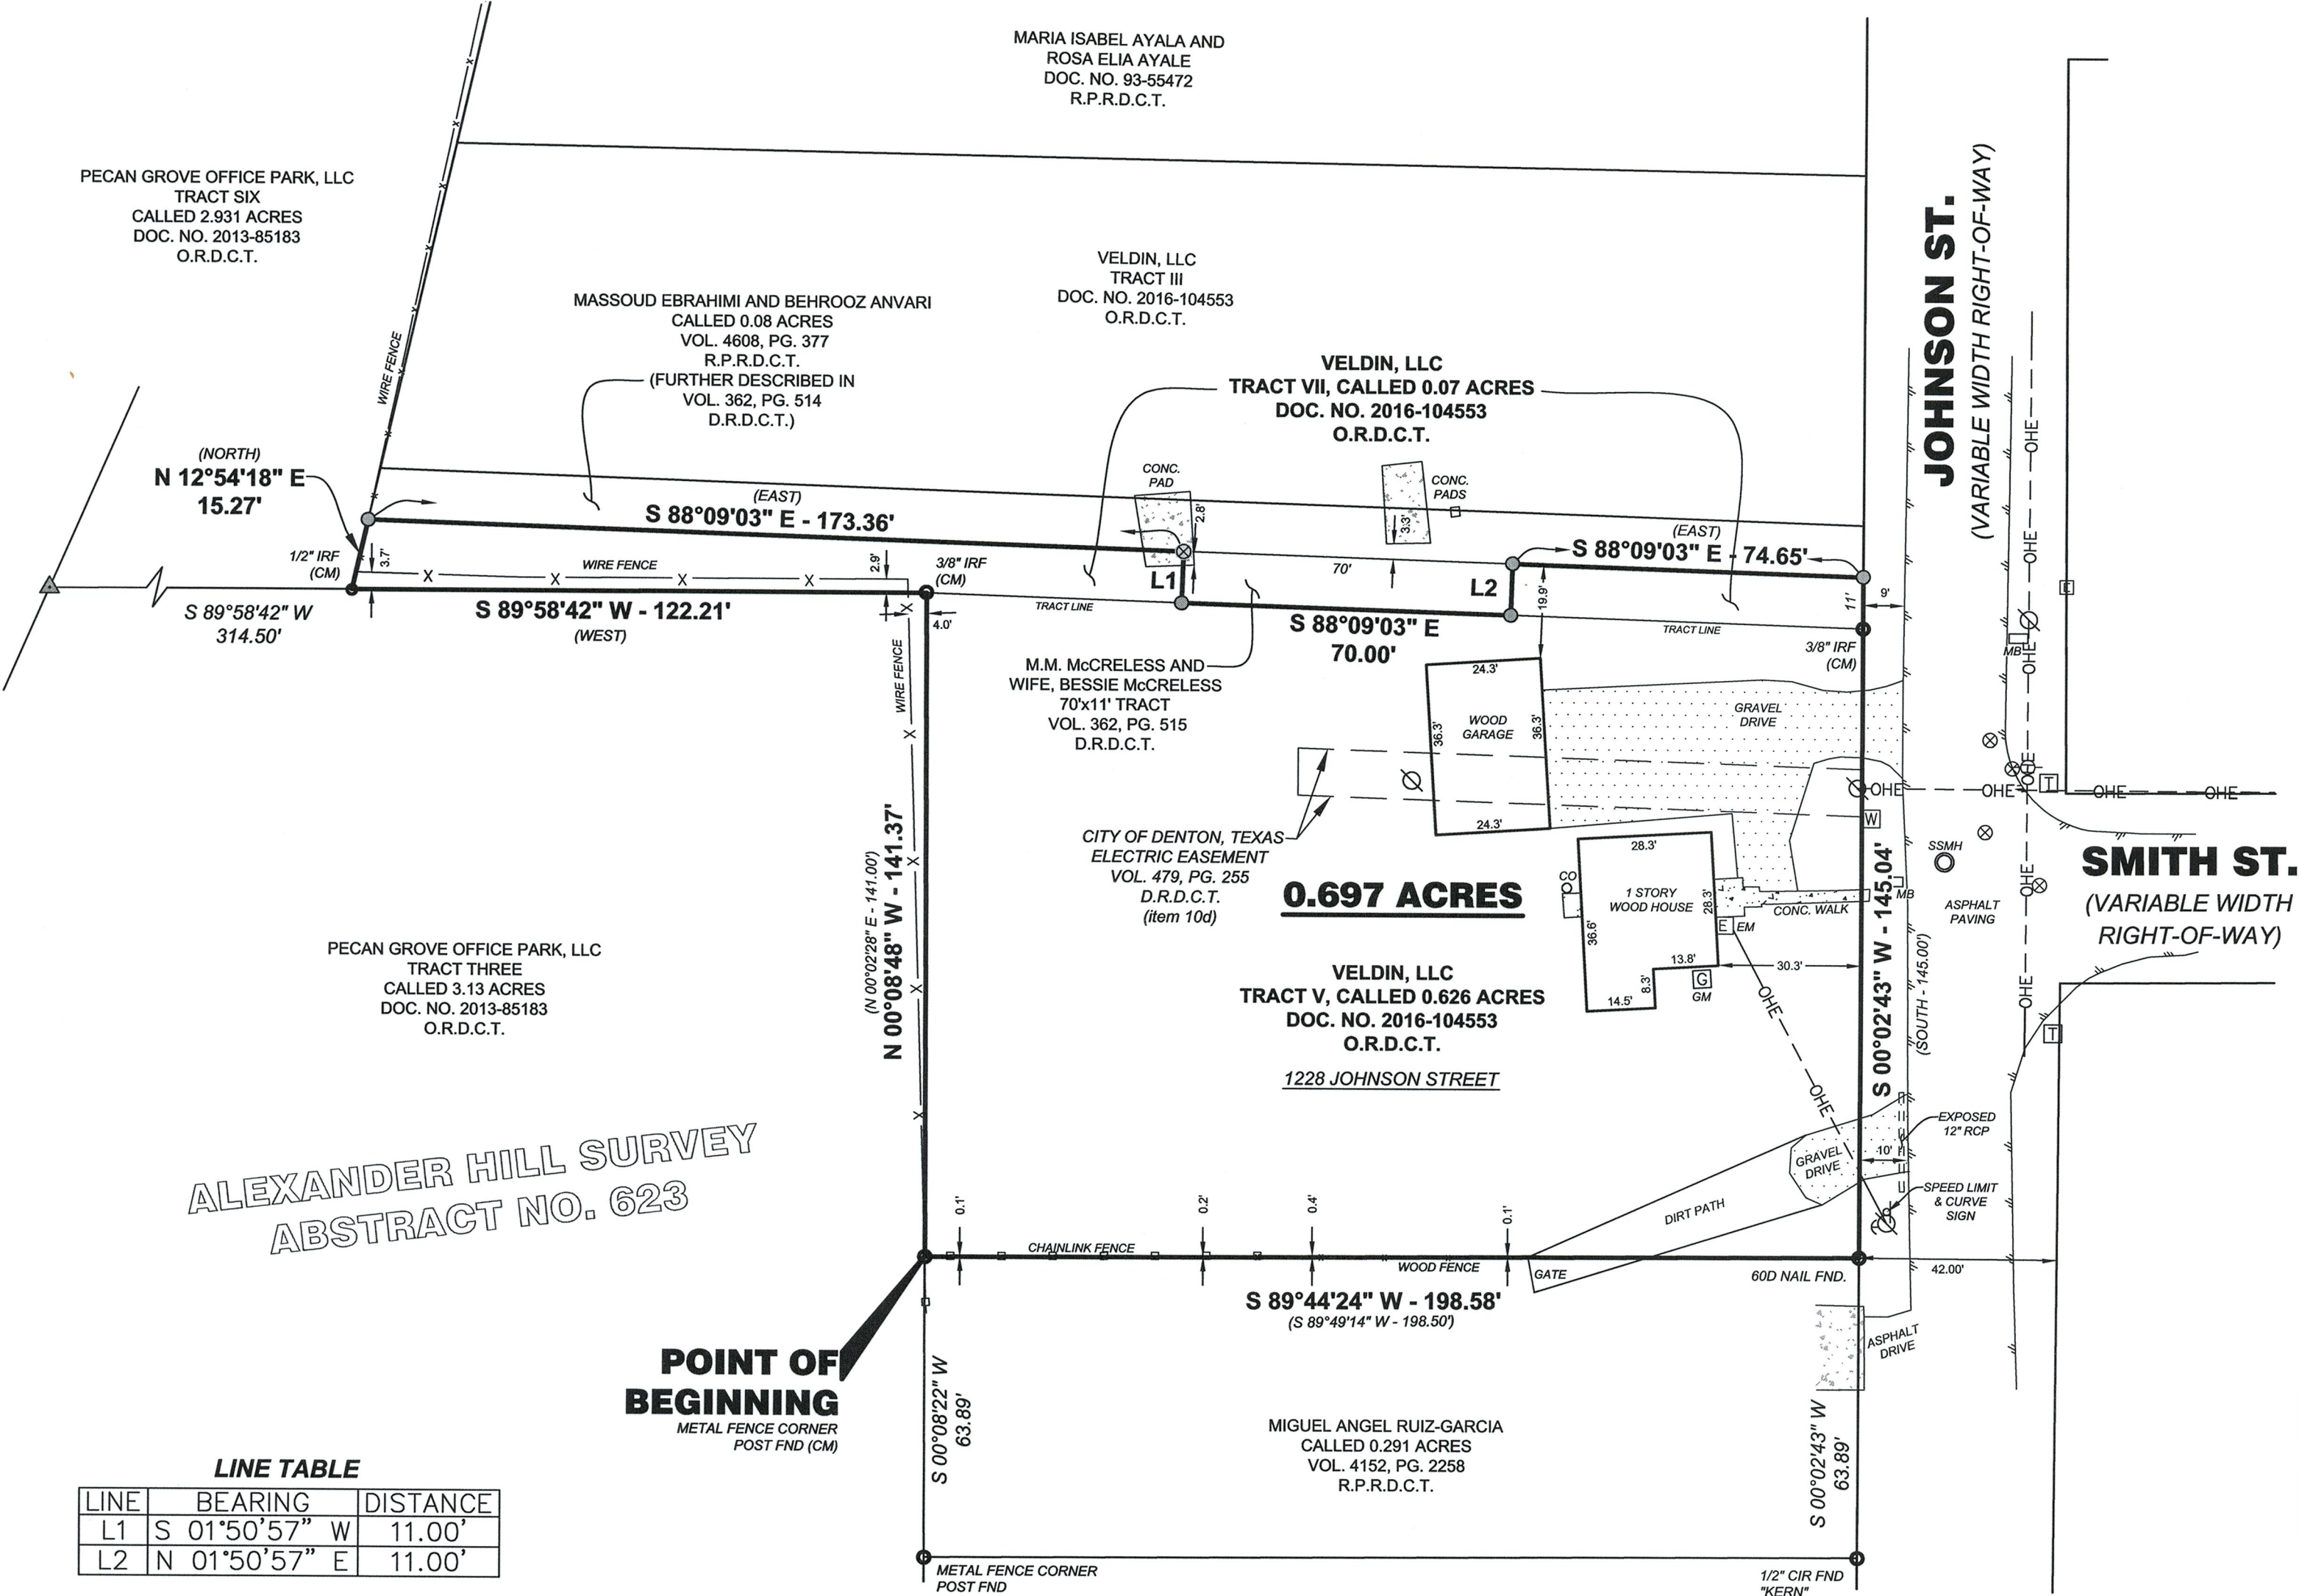 MARIA ISABEL AYALA AND
ROSA ELIA AYALE
DOC. NO. 93-55472
R.P.R.D.C.T.
PECAN GROVE OFFICE PARK, LLC
TRACT SIX
CALLED 2.931 ACRES
DOC. NO. 2013-85183
O.R.D.C.T.
WIRE FENCE
MASSOUD EBRAHIMI AND BEHROOZ ANVARI
CALLED 0.08 ACRES
VOL. 4608, PG. 377
R.P.R.D.C.T.
(FURTHER DESCRIBED IN
VOL. 362, PG. 514
D.R.D.C.T.)
VELDIN, LLC
TRACT III
DOC. NO. 2016-104553
O.R.D.C.T.
VELDIN, LLC
TRACT VII, CALLED 0.07 ACRES
DOC. NO. 2016-104553
O.R.D.C.T.
JOHNSON ST.
(VARIABLE WIDTH RIGHT-OF-WAY)
OHE
OHE
OHE
OHE
OHE
OHE
(NORTH)
N 12°54'18" E
15.27'
(EAST)
S 88°09'03" E - 173.36'
CONC.
PAD
2.8'
CONC.
PADS
3.3'
(EAST)
S 88°09'03" E - 74.65'
1/2" IRF
(CM)
3.7'
WIRE FENCE
2.9'
3/8" IRF
(CM)
L1
70'
L2
19.9'
11'
9'
E
MB
S 89°58'42" W
314.50'
S 89°58'42" W - 122.21'
(WEST)
4.0'
TRACT LINE
S 88°09'03" E
70.00'
TRACT LINE
3/8" IRF
(CM)
WIRE FENCE
M.M. McCRELESS AND
WIFE, BESSIE McCRELESS
70'x11' TRACT
VOL. 362, PG. 515
D.R.D.C.T.
24.3'
36.3'
WOOD
GARAGE
36.3'
24.3'
GRAVEL
DRIVE
OHE
OHE
T
OHE
OHE
W
CITY OF DENTON, TEXAS
ELECTRIC EASEMENT
VOL. 479, PG. 255
D.R.D.C.T.
(item 10d)
(N 00°02'28" E - 141.00')
N 00°08'48" W - 141.37'
0.697 ACRES
28.3'
CO
1 STORY
WOOD HOUSE
28.3'
36.6'
13.8'
8.3'
14.5'
E
EM
G
GM
CONC. WALK
MB
30.3'
S 00°02'43" W - 145.04'
(SOUTH - 145.00')
SSMH
ASPHALT
PAVING
SMITH ST.
(VARIABLE WIDTH
RIGHT-OF-WAY)
T
PECAN GROVE OFFICE PARK, LLC
TRACT THREE
CALLED 3.13 ACRES
DOC. NO. 2013-85183
O.R.D.C.T.
VELDIN, LLC
TRACT V, CALLED 0.626 ACRES
DOC. NO. 2016-104553
O.R.D.C.T.
1228 JOHNSON STREET
OHE
OHE
EXPOSED
12" RCP
10'
GRAVEL
DRIVE
SPEED LIMIT
& CURVE
SIGN
DIRT PATH
ALEXANDER HILL SURVEY
ABSTRACT NO. 623
0.1'
0.2'
0.4'
0.1'
CHAINLINK FENCE
WOOD FENCE
GATE
60D NAIL FND.
42.00'
S 89°44'24" W - 198.58'
(S 89°49'14" W - 198.50')
ASPHALT
DRIVE
POINT OF
BEGINNING
METAL FENCE CORNER
POST FND (CM)
S 00°08'22" W
63.89'
MIGUEL ANGEL RUIZ-GARCIA
CALLED 0.291 ACRES
VOL. 4152, PG. 2258
R.P.R.D.C.T.
S 00°02'43" W
63.89'
LINE TABLE
LINE BEARING DISTANCE
L1 S 01°50'57" W 11.00'
L2 N 01°50'57" E 11.00'
METAL FENCE CORNER
POST FND
1/2" CIR FND
"KERN"